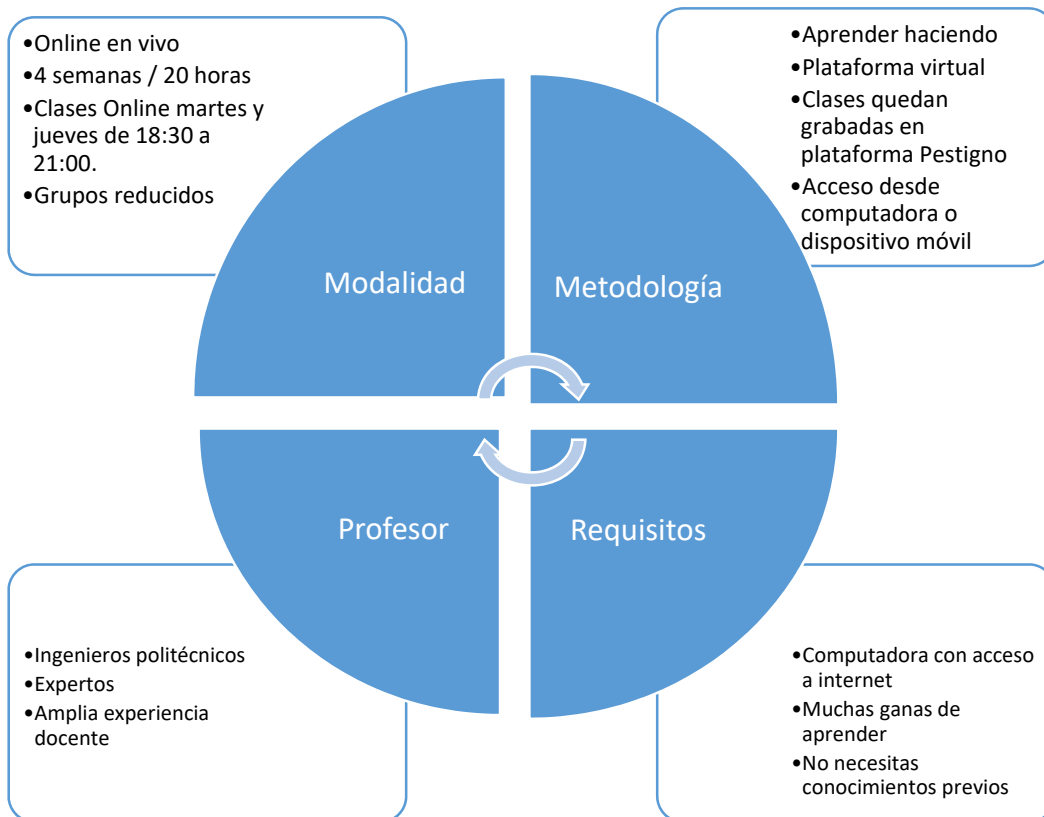 •Online en vivo
•4 semanas / 20 horas
•Clases Online martes y
jueves de 18:30 a
21:00.
•Grupos reducidos
•Aprender haciendo
•Plataforma virtual
•Clases quedan
grabadas en
plataforma Pestigno
•Acceso desde
computadora o
dispositivo móvil
Modalidad
Metodología
Profesor
Requisitos
•Ingenieros politécnicos
•Expertos
•Amplia experiencia
docente
•Computadora con acceso
a internet
•Muchas ganas de
aprender
•No necesitas
conocimientos previos